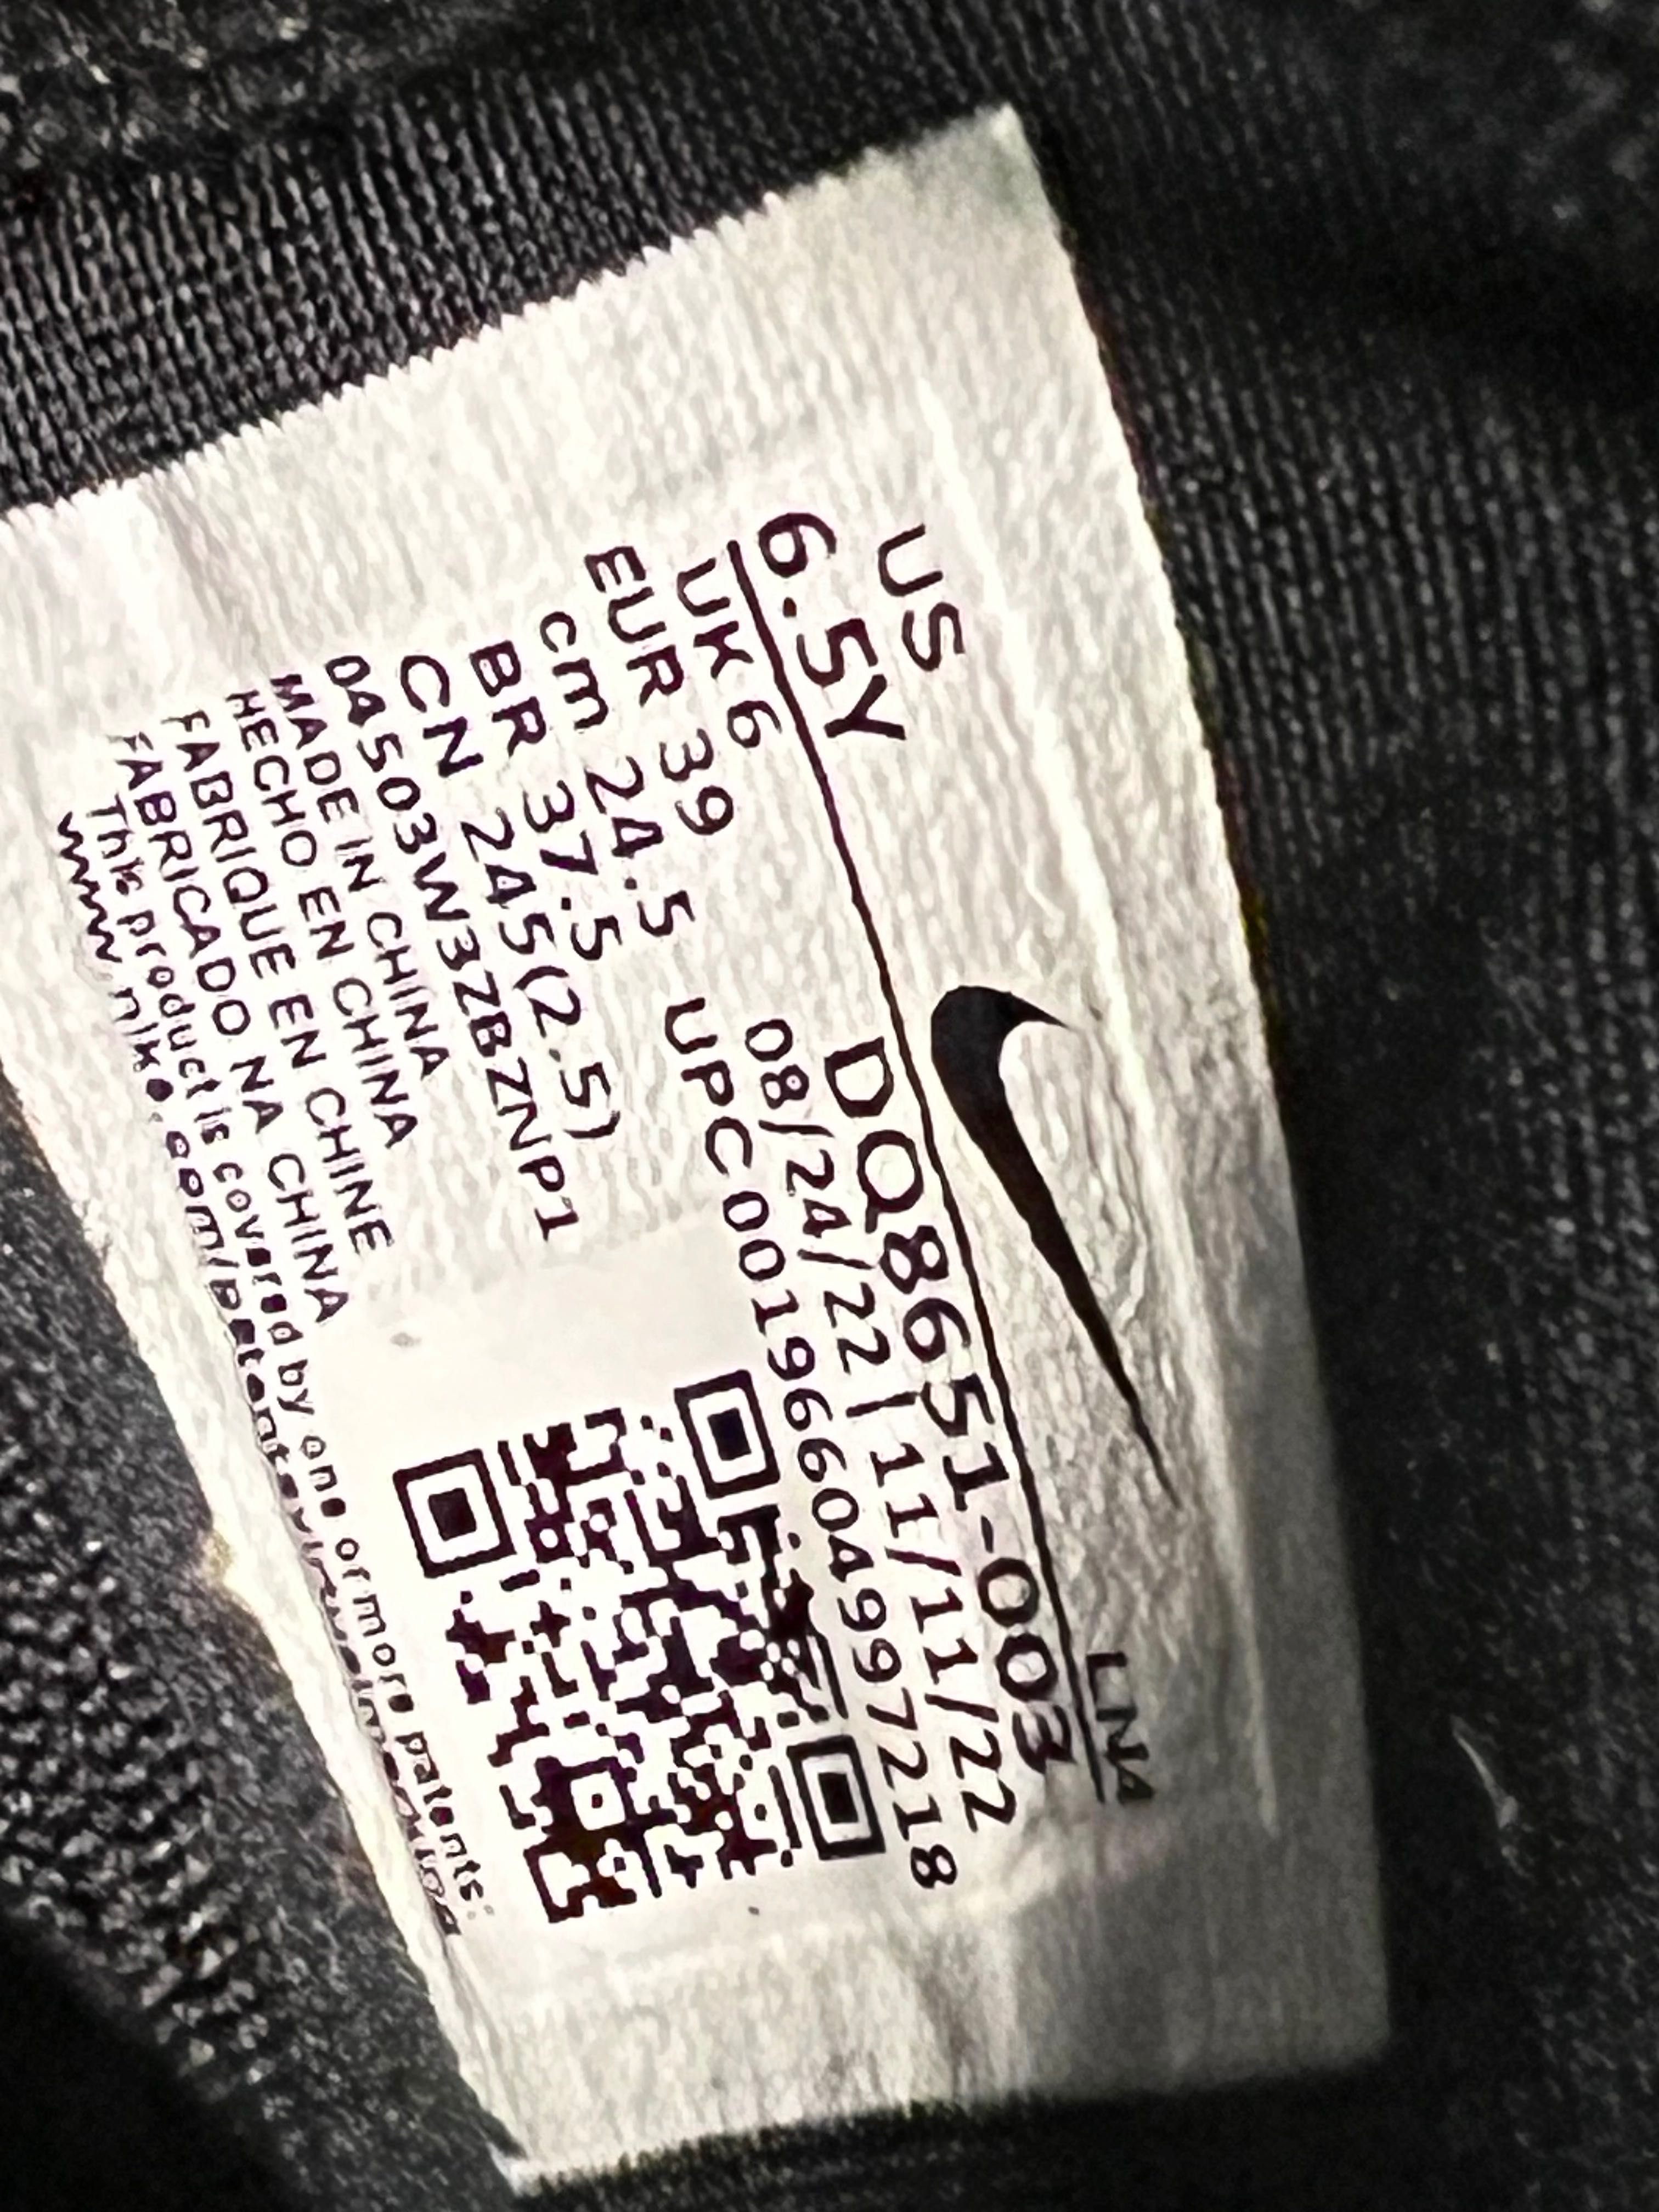 US
6.5Y
LN4
UK 6
EUR 39
cm 24.5
BR 37.5
CN 245(2.5)
DQ8651-003
08/24/22 | 11/11/22
UPC 00196604997218
04503W3ZBZNP1
MADE IN CHINA
HECHO EN CHINA
FABRIQUE EN CHINE
FABRICADO NA CHINA
This product is covered by one or more patents: